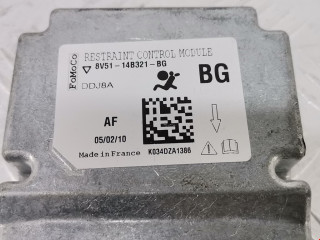 FoMoCo
RESTRAINT CONTROL MODULE
8V51-14B321-BG
DDJ8A
BG
AF
05/02/10
Made in France
K034DZA1386